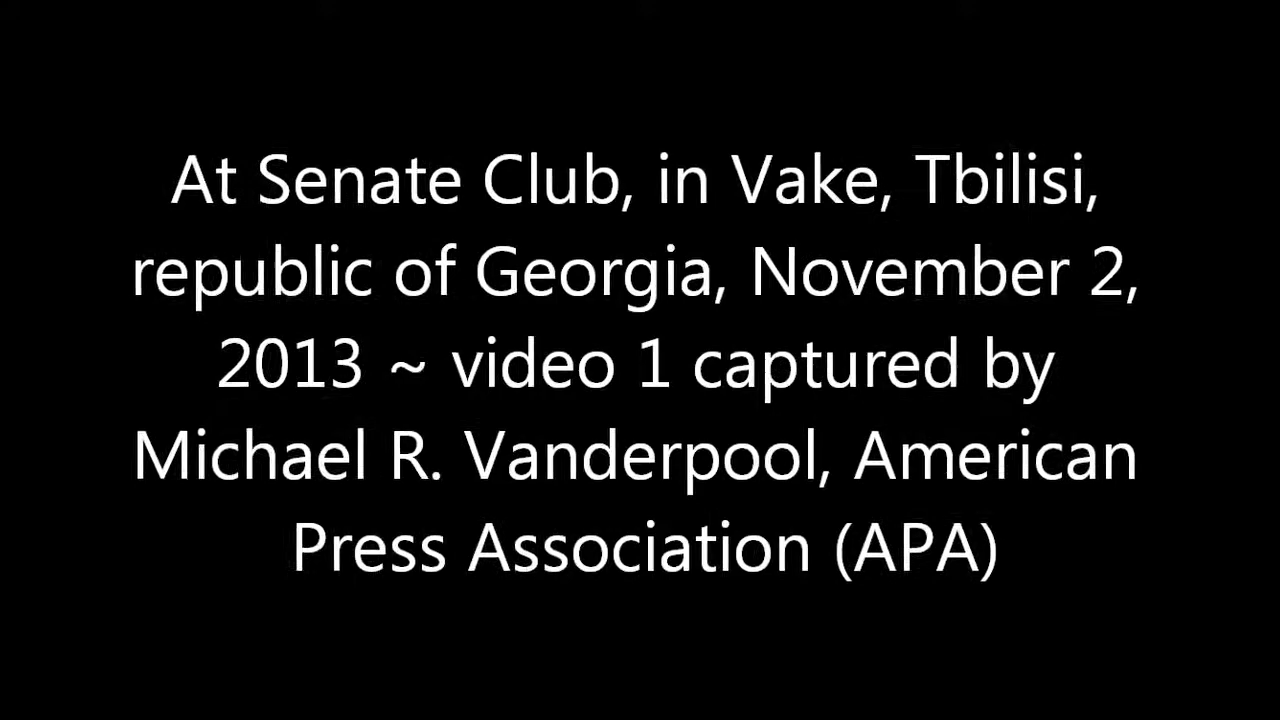 At Senate Club, in Vake, Tbilisi,
republic of Georgia, November 2,
2013 ~ video 1 captured by
Michael R. Vanderpool, American
Press Association (APA)